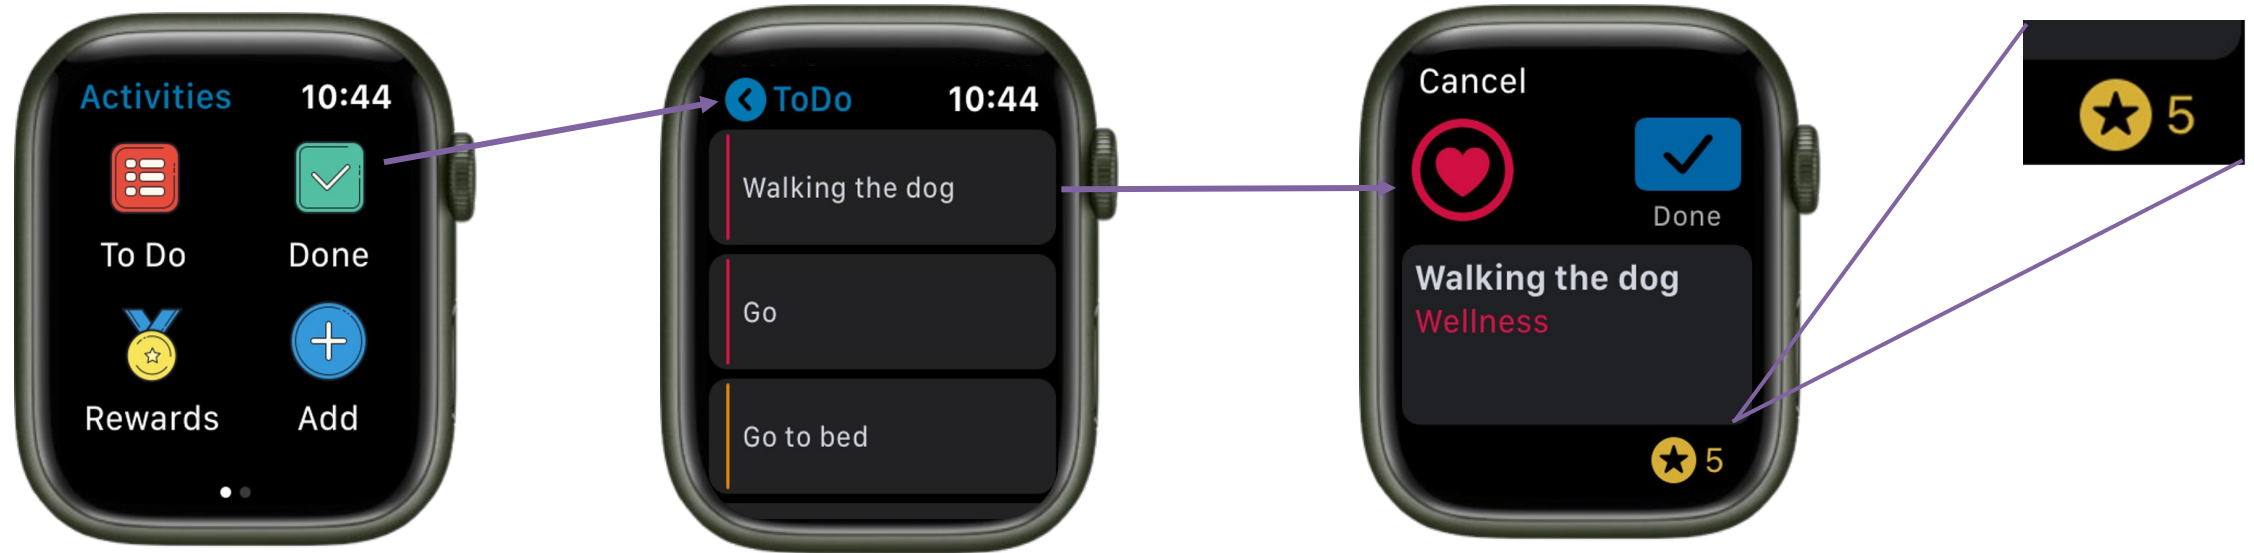 Activities 10:44
To Do Done
Rewards Add
ToDo 10:44
Walking the dog
Go
Go to bed
Cancel
Done
Walking the dog
Wellness
5
5